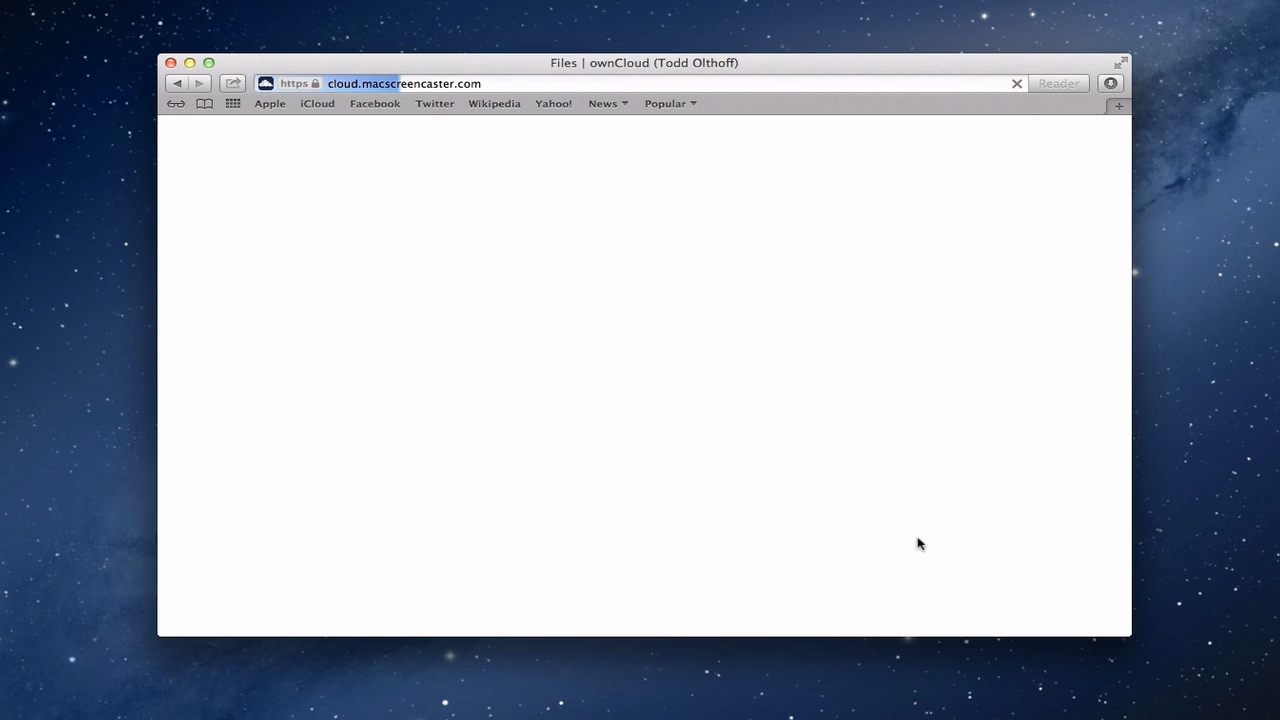 Files | ownCloud (Todd Olthoff)
https cloud.macscreencaster.com Reader
Apple iCloud Facebook Twitter Wikipedia Yahoo! News Popular